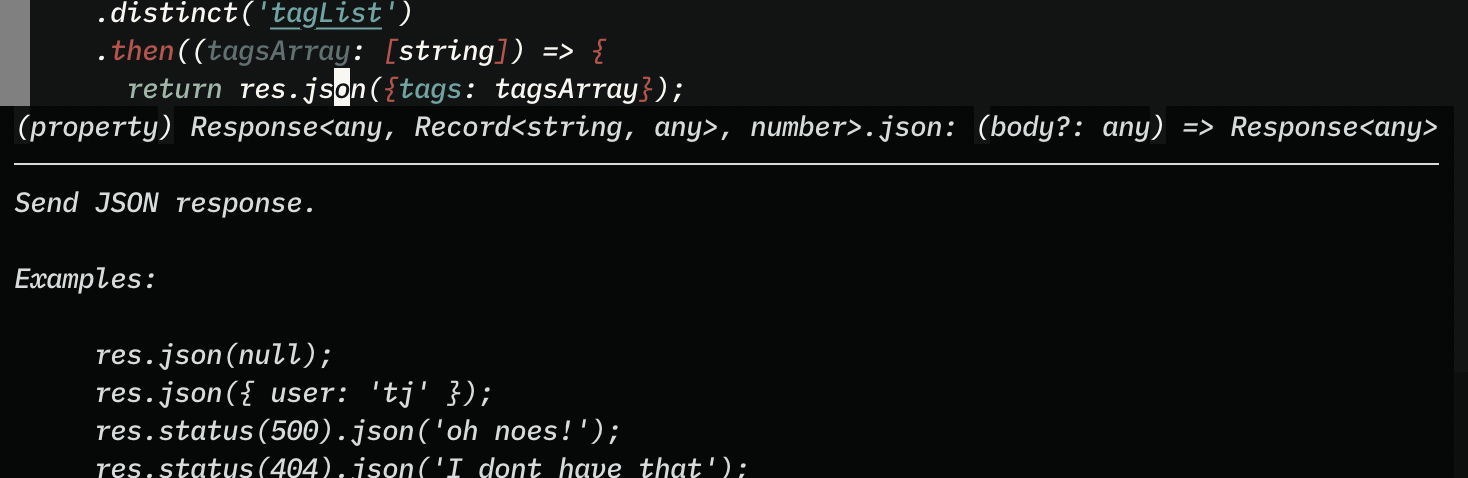 .distinct('tagList')
.then((tagsArray: [string]) => {
return res.json({tags: tagsArray});
(property) Response<any, Record<string, any>, number>.json: (body?: any) => Response<any>
Send JSON response.
Examples:
res.json(null);
res.json({ user: 'tj' });
res.status(500).json('oh noes!');
res.status(404).json('I dont have that');